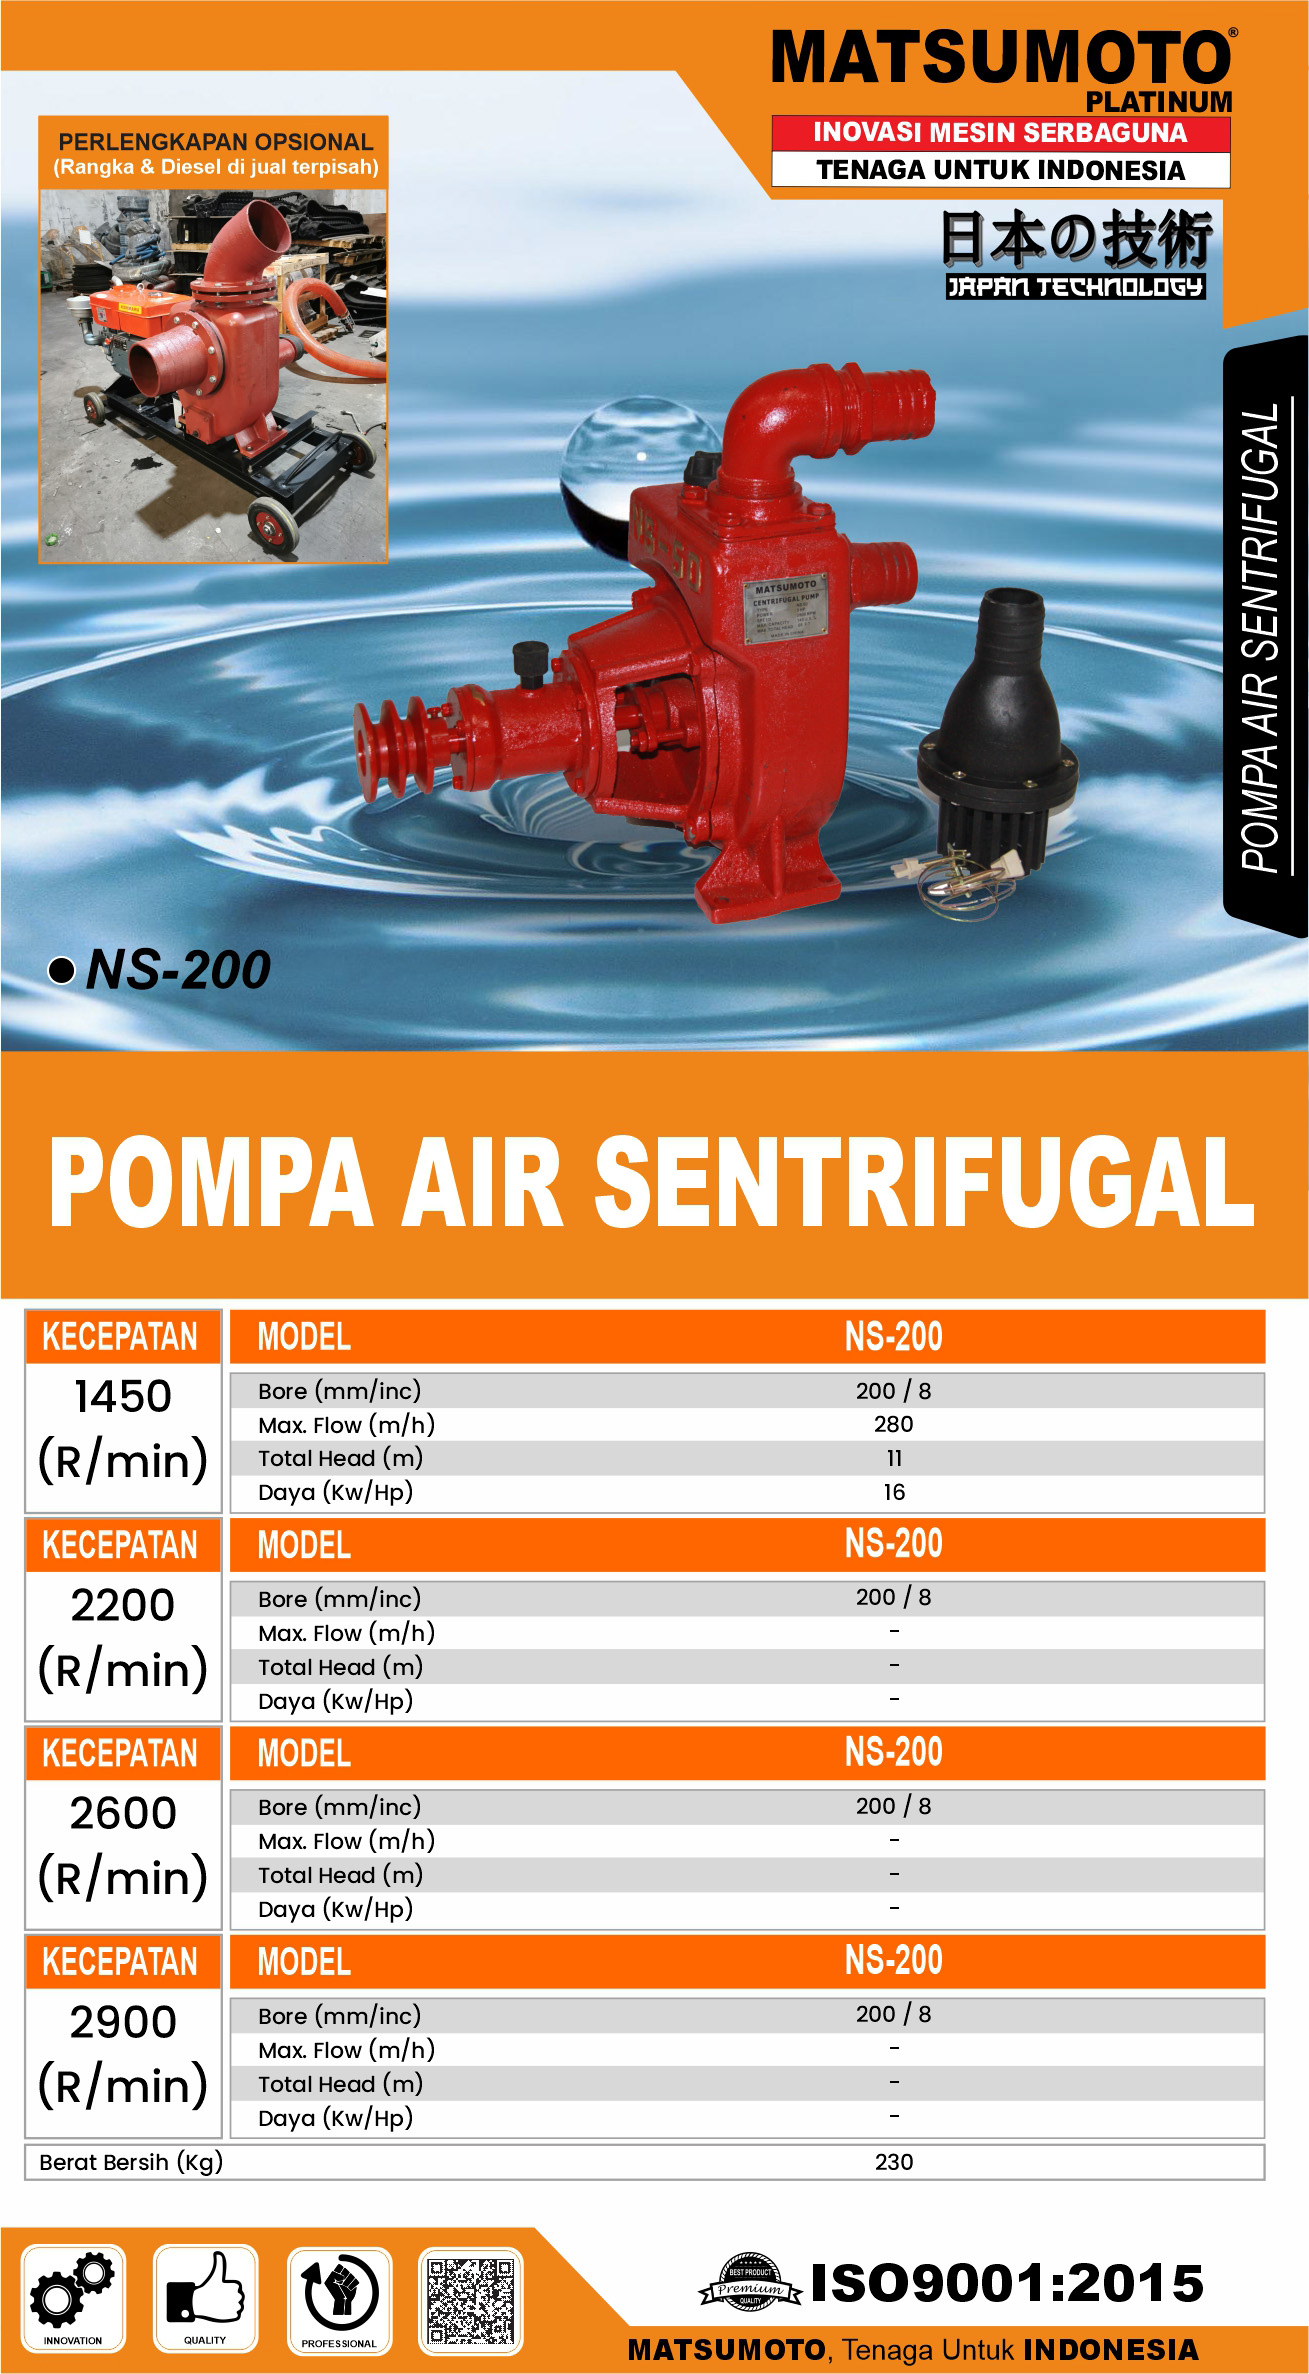 MATSUMOTO®
PLATINUM
INOVASI MESIN SERBAGUNA
TENAGA UNTUK INDONESIA
日本の技術
JAPAN TECHNOLOGY
PERLENGKAPAN OPSIONAL
(Rangka & Diesel di jual terpisah)
NS-50
MATSUMOTO
CENTRIFUGAL PUMP
POMPA AIR SENTRIFUGAL
NS-200
POMPA AIR SENTRIFUGAL
KECEPATAN MODEL NS-200
1450
(R/min)
Bore (mm/inc) 200 / 8
Max. Flow (m/h) 280
Total Head (m) 11
Daya (Kw/Hp) 16
KECEPATAN MODEL NS-200
2200
(R/min)
Bore (mm/inc) 200 / 8
Max. Flow (m/h) -
Total Head (m) -
Daya (Kw/Hp) -
KECEPATAN MODEL NS-200
2600
(R/min)
Bore (mm/inc) 200 / 8
Max. Flow (m/h) -
Total Head (m) -
Daya (Kw/Hp) -
KECEPATAN MODEL NS-200
2900
(R/min)
Bore (mm/inc) 200 / 8
Max. Flow (m/h) -
Total Head (m) -
Daya (Kw/Hp) -
Berat Bersih (Kg) 230
INNOVATION
QUALITY
PROFESSIONAL
BEST PRODUCT
Premium
QUALITY
ISO9001:2015
MATSUMOTO, Tenaga Untuk INDONESIA